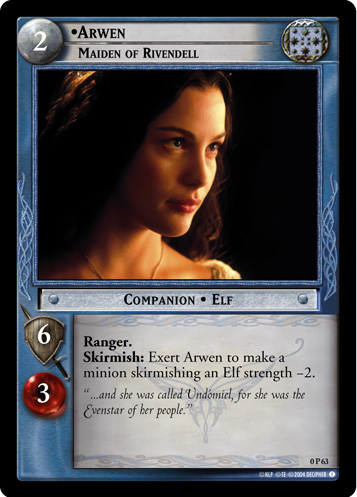 2
•Arwen
Maiden of Rivendell
Companion • Elf
6
3
Ranger.
Skirmish: Exert Arwen to make a
minion skirmishing an Elf strength –2.
“...and she was called Undómiel, for she was the
Evenstar of her people.”
0 P 63
©NLP ©TE ©2004 DECIPHER